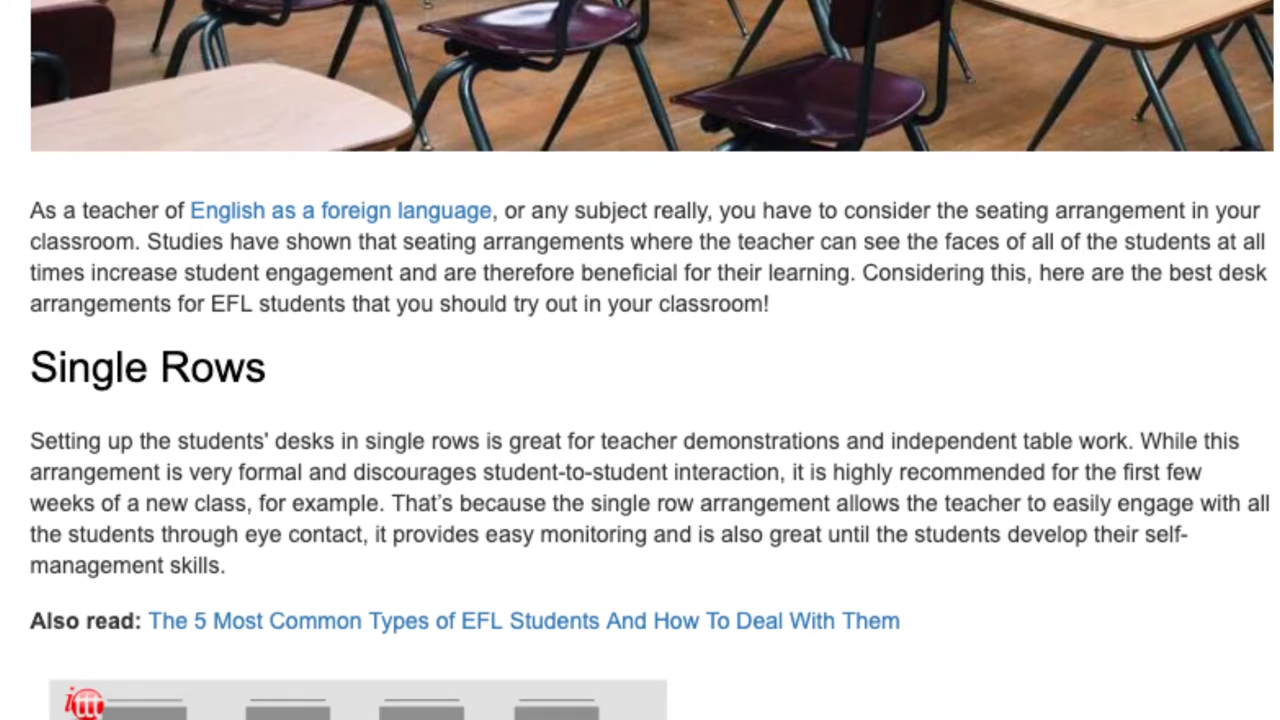 As a teacher of English as a foreign language, or any subject really, you have to consider the seating arrangement in your
classroom. Studies have shown that seating arrangements where the teacher can see the faces of all of the students at all
times increase student engagement and are therefore beneficial for their learning. Considering this, here are the best desk
arrangements for EFL students that you should try out in your classroom!
Single Rows
Setting up the students' desks in single rows is great for teacher demonstrations and independent table work. While this
arrangement is very formal and discourages student-to-student interaction, it is highly recommended for the first few
weeks of a new class, for example. That’s because the single row arrangement allows the teacher to easily engage with all
the students through eye contact, it provides easy monitoring and is also great until the students develop their self-
management skills.
Also read: The 5 Most Common Types of EFL Students And How To Deal With Them
ittt